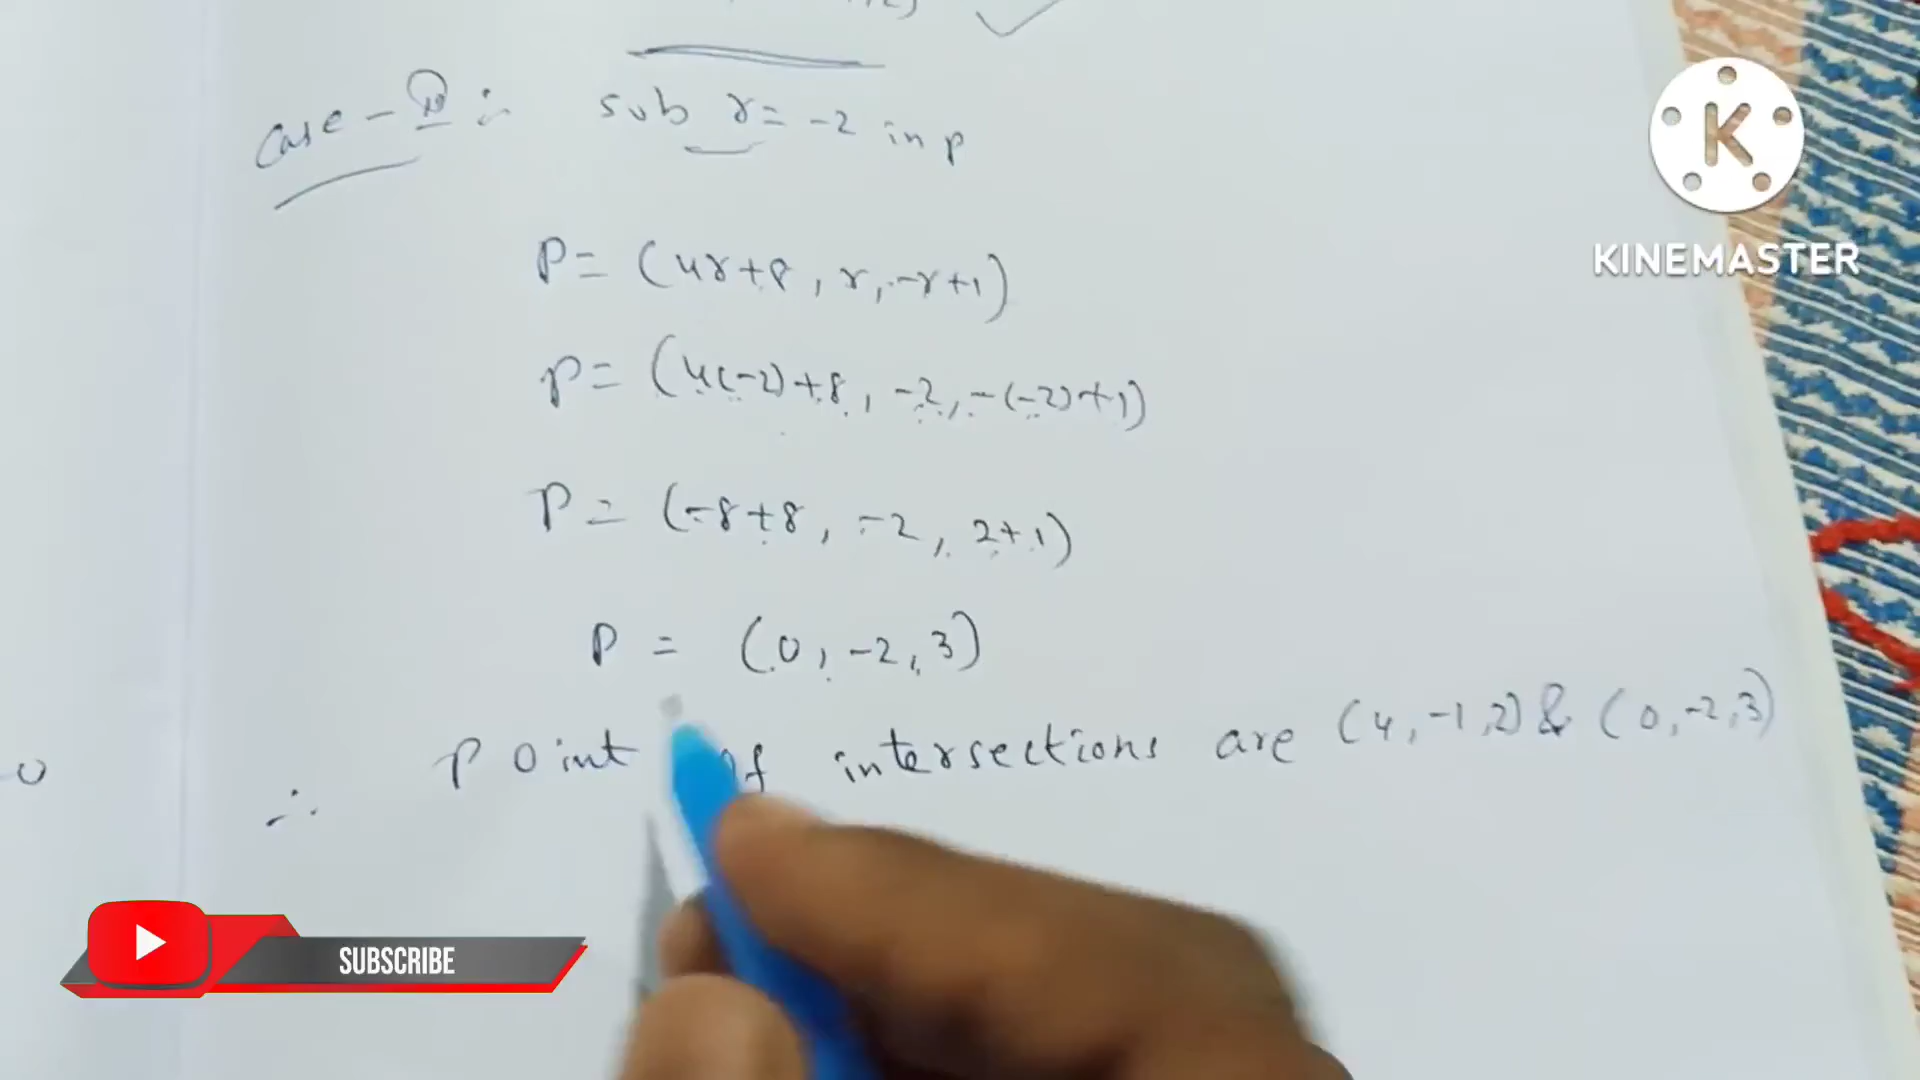 case-II :- sub r = -2 in p
P = (4r+8, r, -r+1)
P = (4(-2)+8, -2, -(-2)+1)
P = (-8+8, -2, 2+1)
P = (0, -2, 3)
∴ point of intersections are (4, -1, 2) & (0, -2, 3)
KINEMASTER
SUBSCRIBE